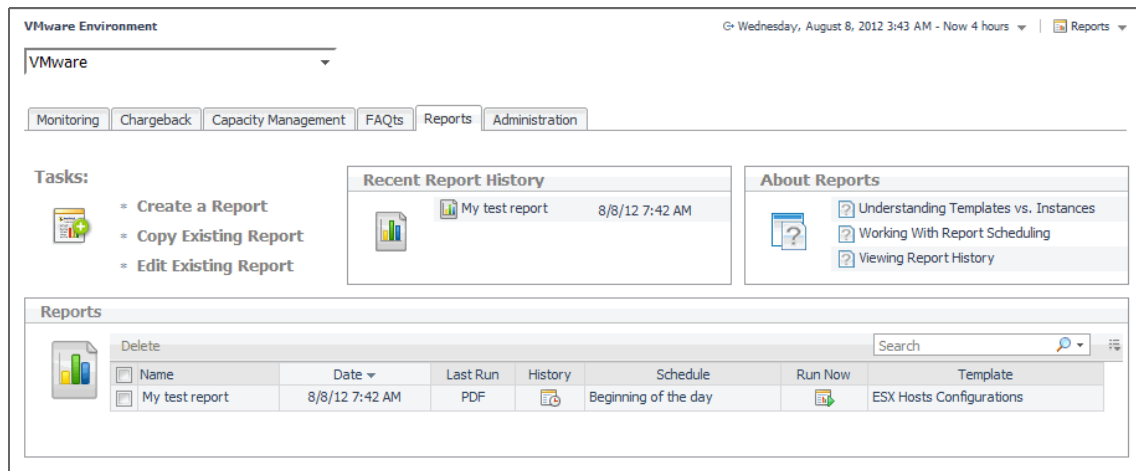 VMware Environment
Wednesday, August 8, 2012 3:43 AM - Now 4 hours | Reports
VMware
Monitoring Chargeback Capacity Management FAQts Reports Administration
Tasks:
Create a Report
Copy Existing Report
Edit Existing Report
Recent Report History
My test report 8/8/12 7:42 AM
About Reports
Understanding Templates vs. Instances
Working With Report Scheduling
Viewing Report History
Reports
Delete Search
Name Date Last Run History Schedule Run Now Template
My test report 8/8/12 7:42 AM PDF Beginning of the day ESX Hosts Configurations